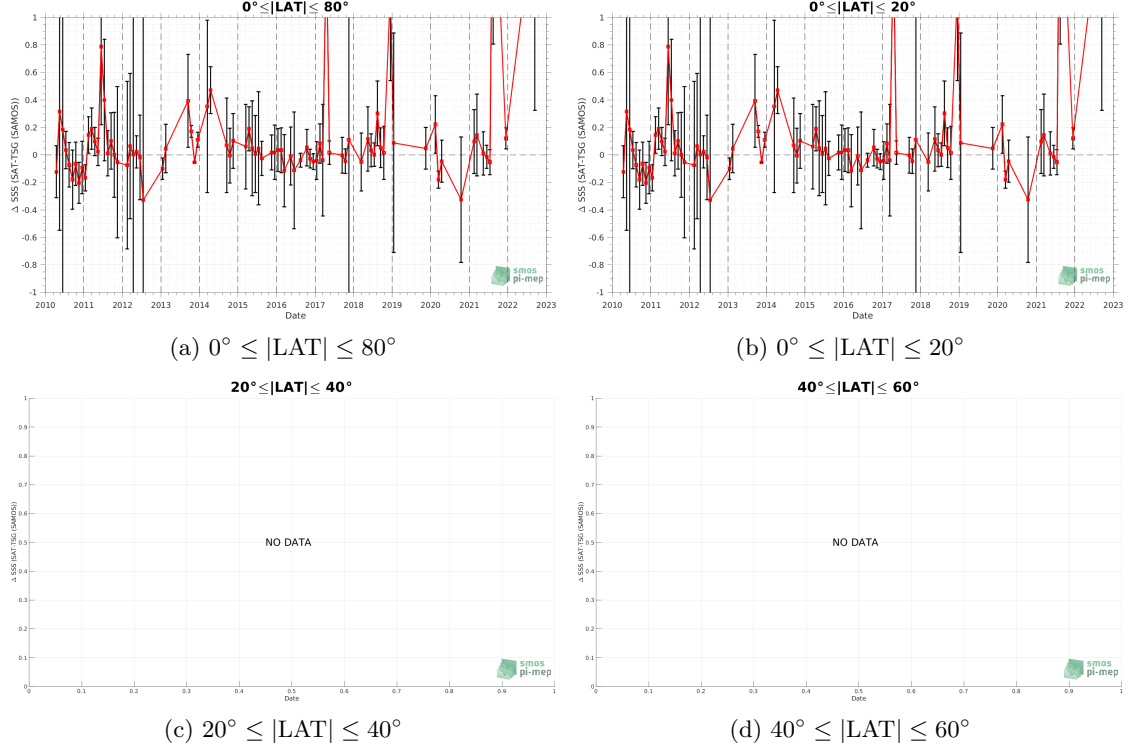 0°≤|LAT|≤ 80°
Δ SSS (SAT-TSG (SAMOS))
1
0.8
0.6
0.4
0.2
0
-0.2
-0.4
-0.6
-0.8
-1
2010 2011 2012 2013 2014 2015 2016 2017 2018 2019 2020 2021 2022 2023
Date
smos
pi-mep
(a) 0° ≤ |LAT| ≤ 80°
0°≤|LAT|≤ 20°
Δ SSS (SAT-TSG (SAMOS))
1
0.8
0.6
0.4
0.2
0
-0.2
-0.4
-0.6
-0.8
-1
2010 2011 2012 2013 2014 2015 2016 2017 2018 2019 2020 2021 2022 2023
Date
smos
pi-mep
(b) 0° ≤ |LAT| ≤ 20°
20°≤|LAT|≤ 40°
Δ SSS (SAT-TSG (SAMOS))
1
0.9
0.8
0.7
0.6
0.5
0.4
0.3
0.2
0.1
0
NO DATA
0 0.1 0.2 0.3 0.4 0.5 0.6 0.7 0.8 0.9 1
Date
smos
pi-mep
(c) 20° ≤ |LAT| ≤ 40°
40°≤|LAT|≤ 60°
Δ SSS (SAT-TSG (SAMOS))
1
0.9
0.8
0.7
0.6
0.5
0.4
0.3
0.2
0.1
0
NO DATA
0 0.1 0.2 0.3 0.4 0.5 0.6 0.7 0.8 0.9 1
Date
smos
pi-mep
(d) 40° ≤ |LAT| ≤ 60°